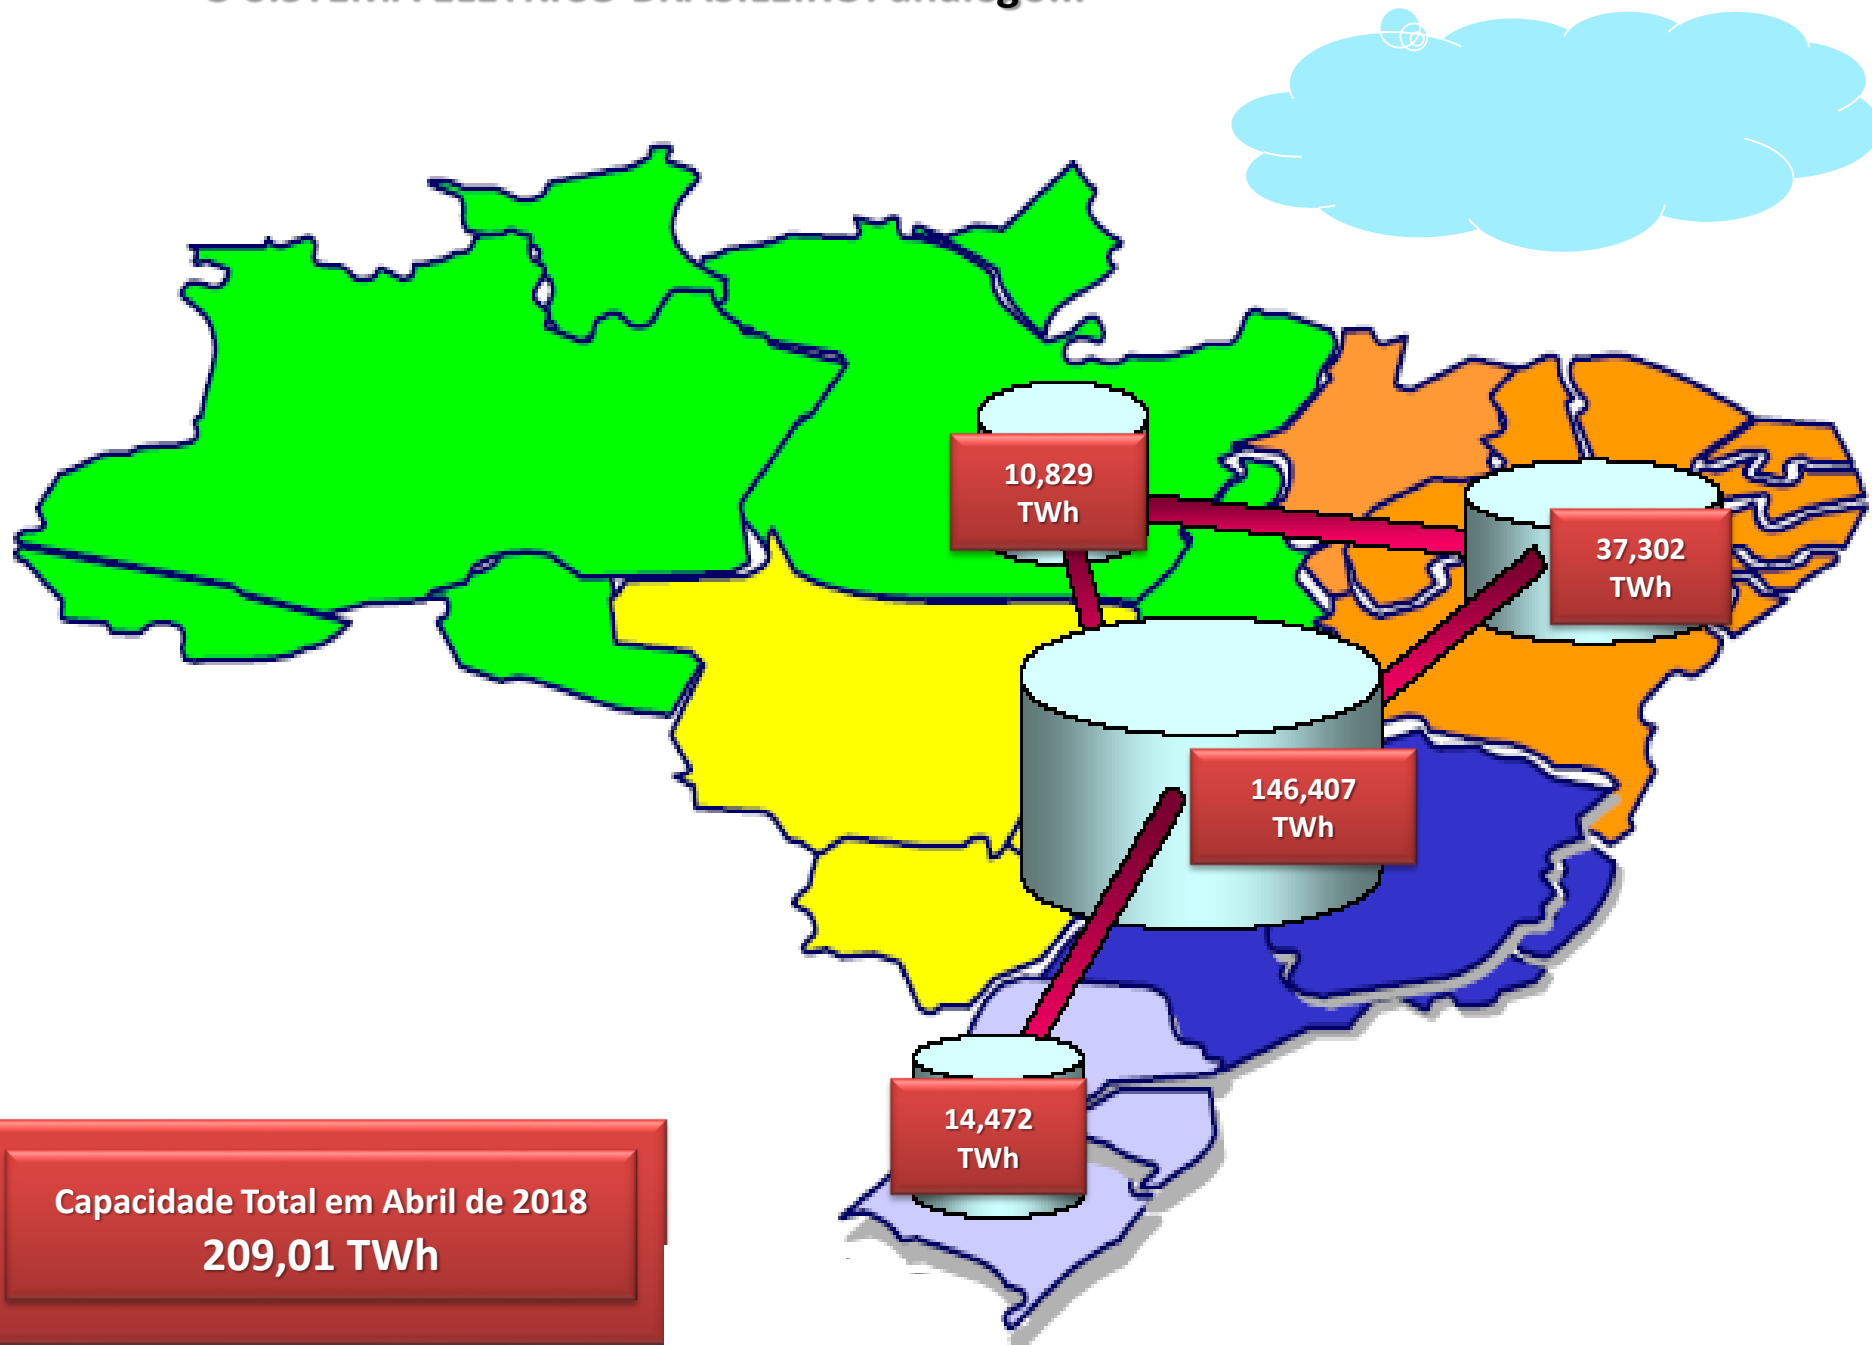 10,829
TWh
37,302
TWh
146,407
TWh
14,472
TWh
Capacidade Total em Abril de 2018
209,01 TWh